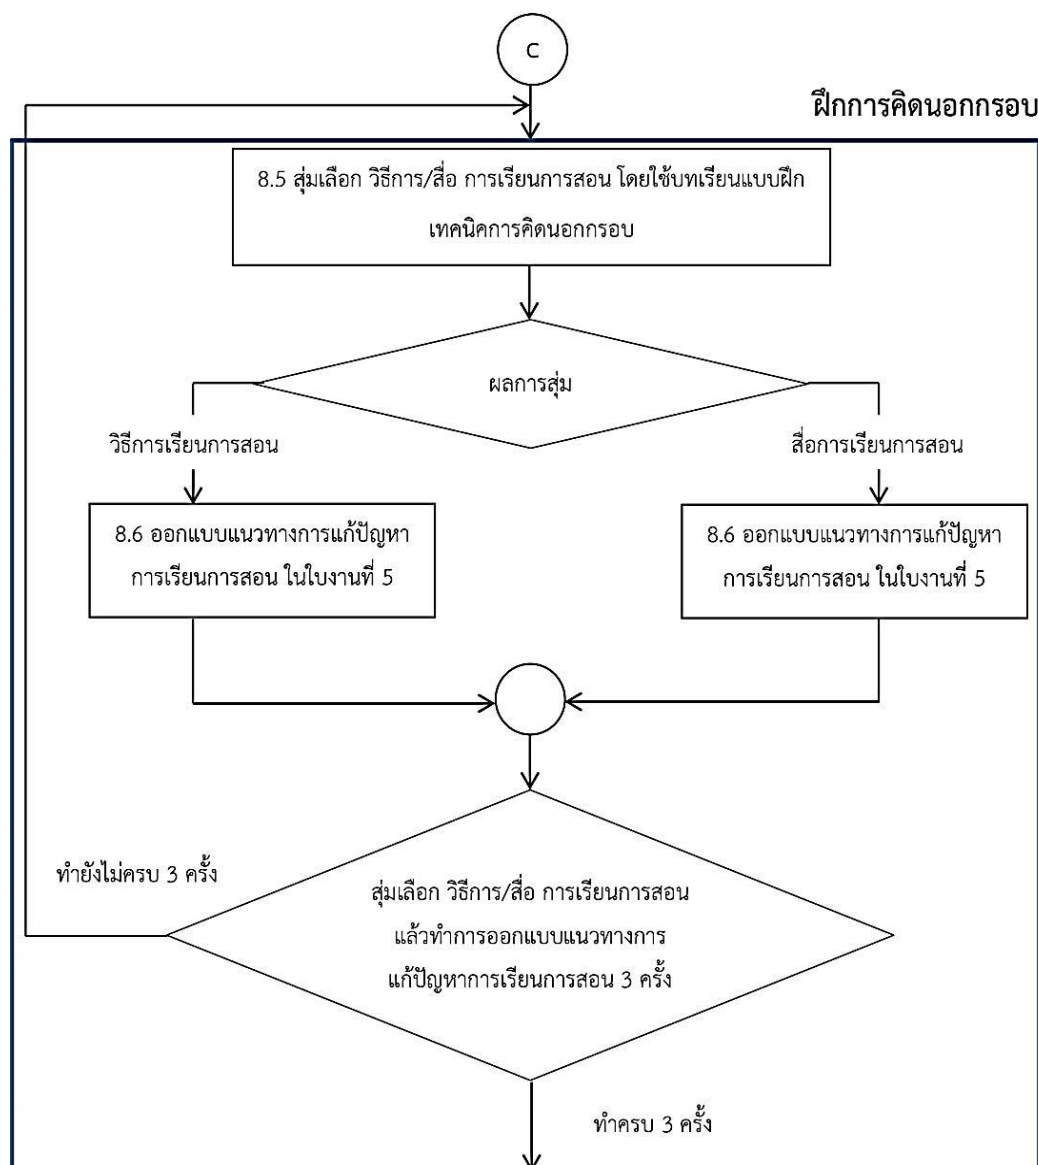 C
ฝึกการคิดนอกกรอบ
8.5 สุ่มเลือก วิธีการ/สื่อ การเรียนการสอน โดยใช้บทเรียนแบบฝึก
เทคนิคการคิดนอกกรอบ
ผลการสุ่ม
วิธีการเรียนการสอน
สื่อการเรียนการสอน
8.6 ออกแบบแนวทางการแก้ปัญหา
การเรียนการสอน ในใบงานที่ 5
8.6 ออกแบบแนวทางการแก้ปัญหา
การเรียนการสอน ในใบงานที่ 5
ทำยังไม่ครบ 3 ครั้ง
สุ่มเลือก วิธีการ/สื่อ การเรียนการสอน
แล้วทำการออกแบบแนวทางการ
แก้ปัญหาการเรียนการสอน 3 ครั้ง
ทำครบ 3 ครั้ง